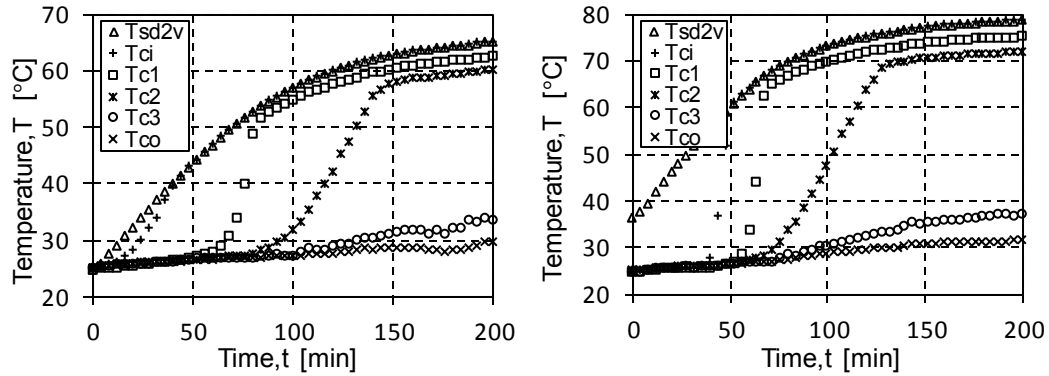 70
60
50
40
30
20
Temperature,T [°C]
Tsd2v
Tci
Tc1
Tc2
Tc3
Tco
0 50 100 150 200
Time,t [min]
80
70
60
50
40
30
20
Temperature,T [°C]
Tsd2v
Tci
Tc1
Tc2
Tc3
Tco
0 50 100 150 200
Time,t [min]